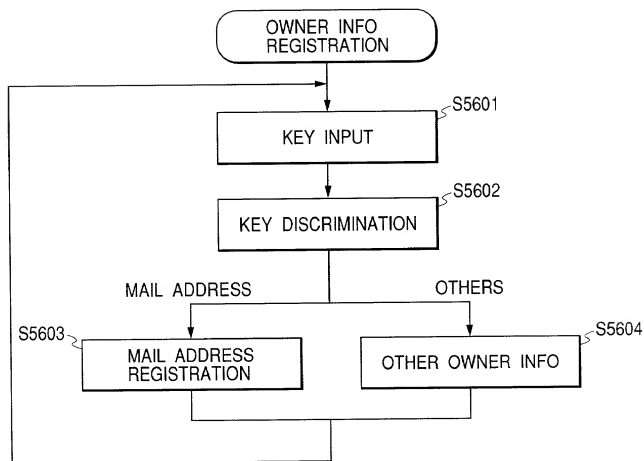 OWNER INFO
REGISTRATION
S5601
KEY INPUT
S5602
KEY DISCRIMINATION
MAIL ADDRESS
OTHERS
S5603
MAIL ADDRESS
REGISTRATION
S5604
OTHER OWNER INFO